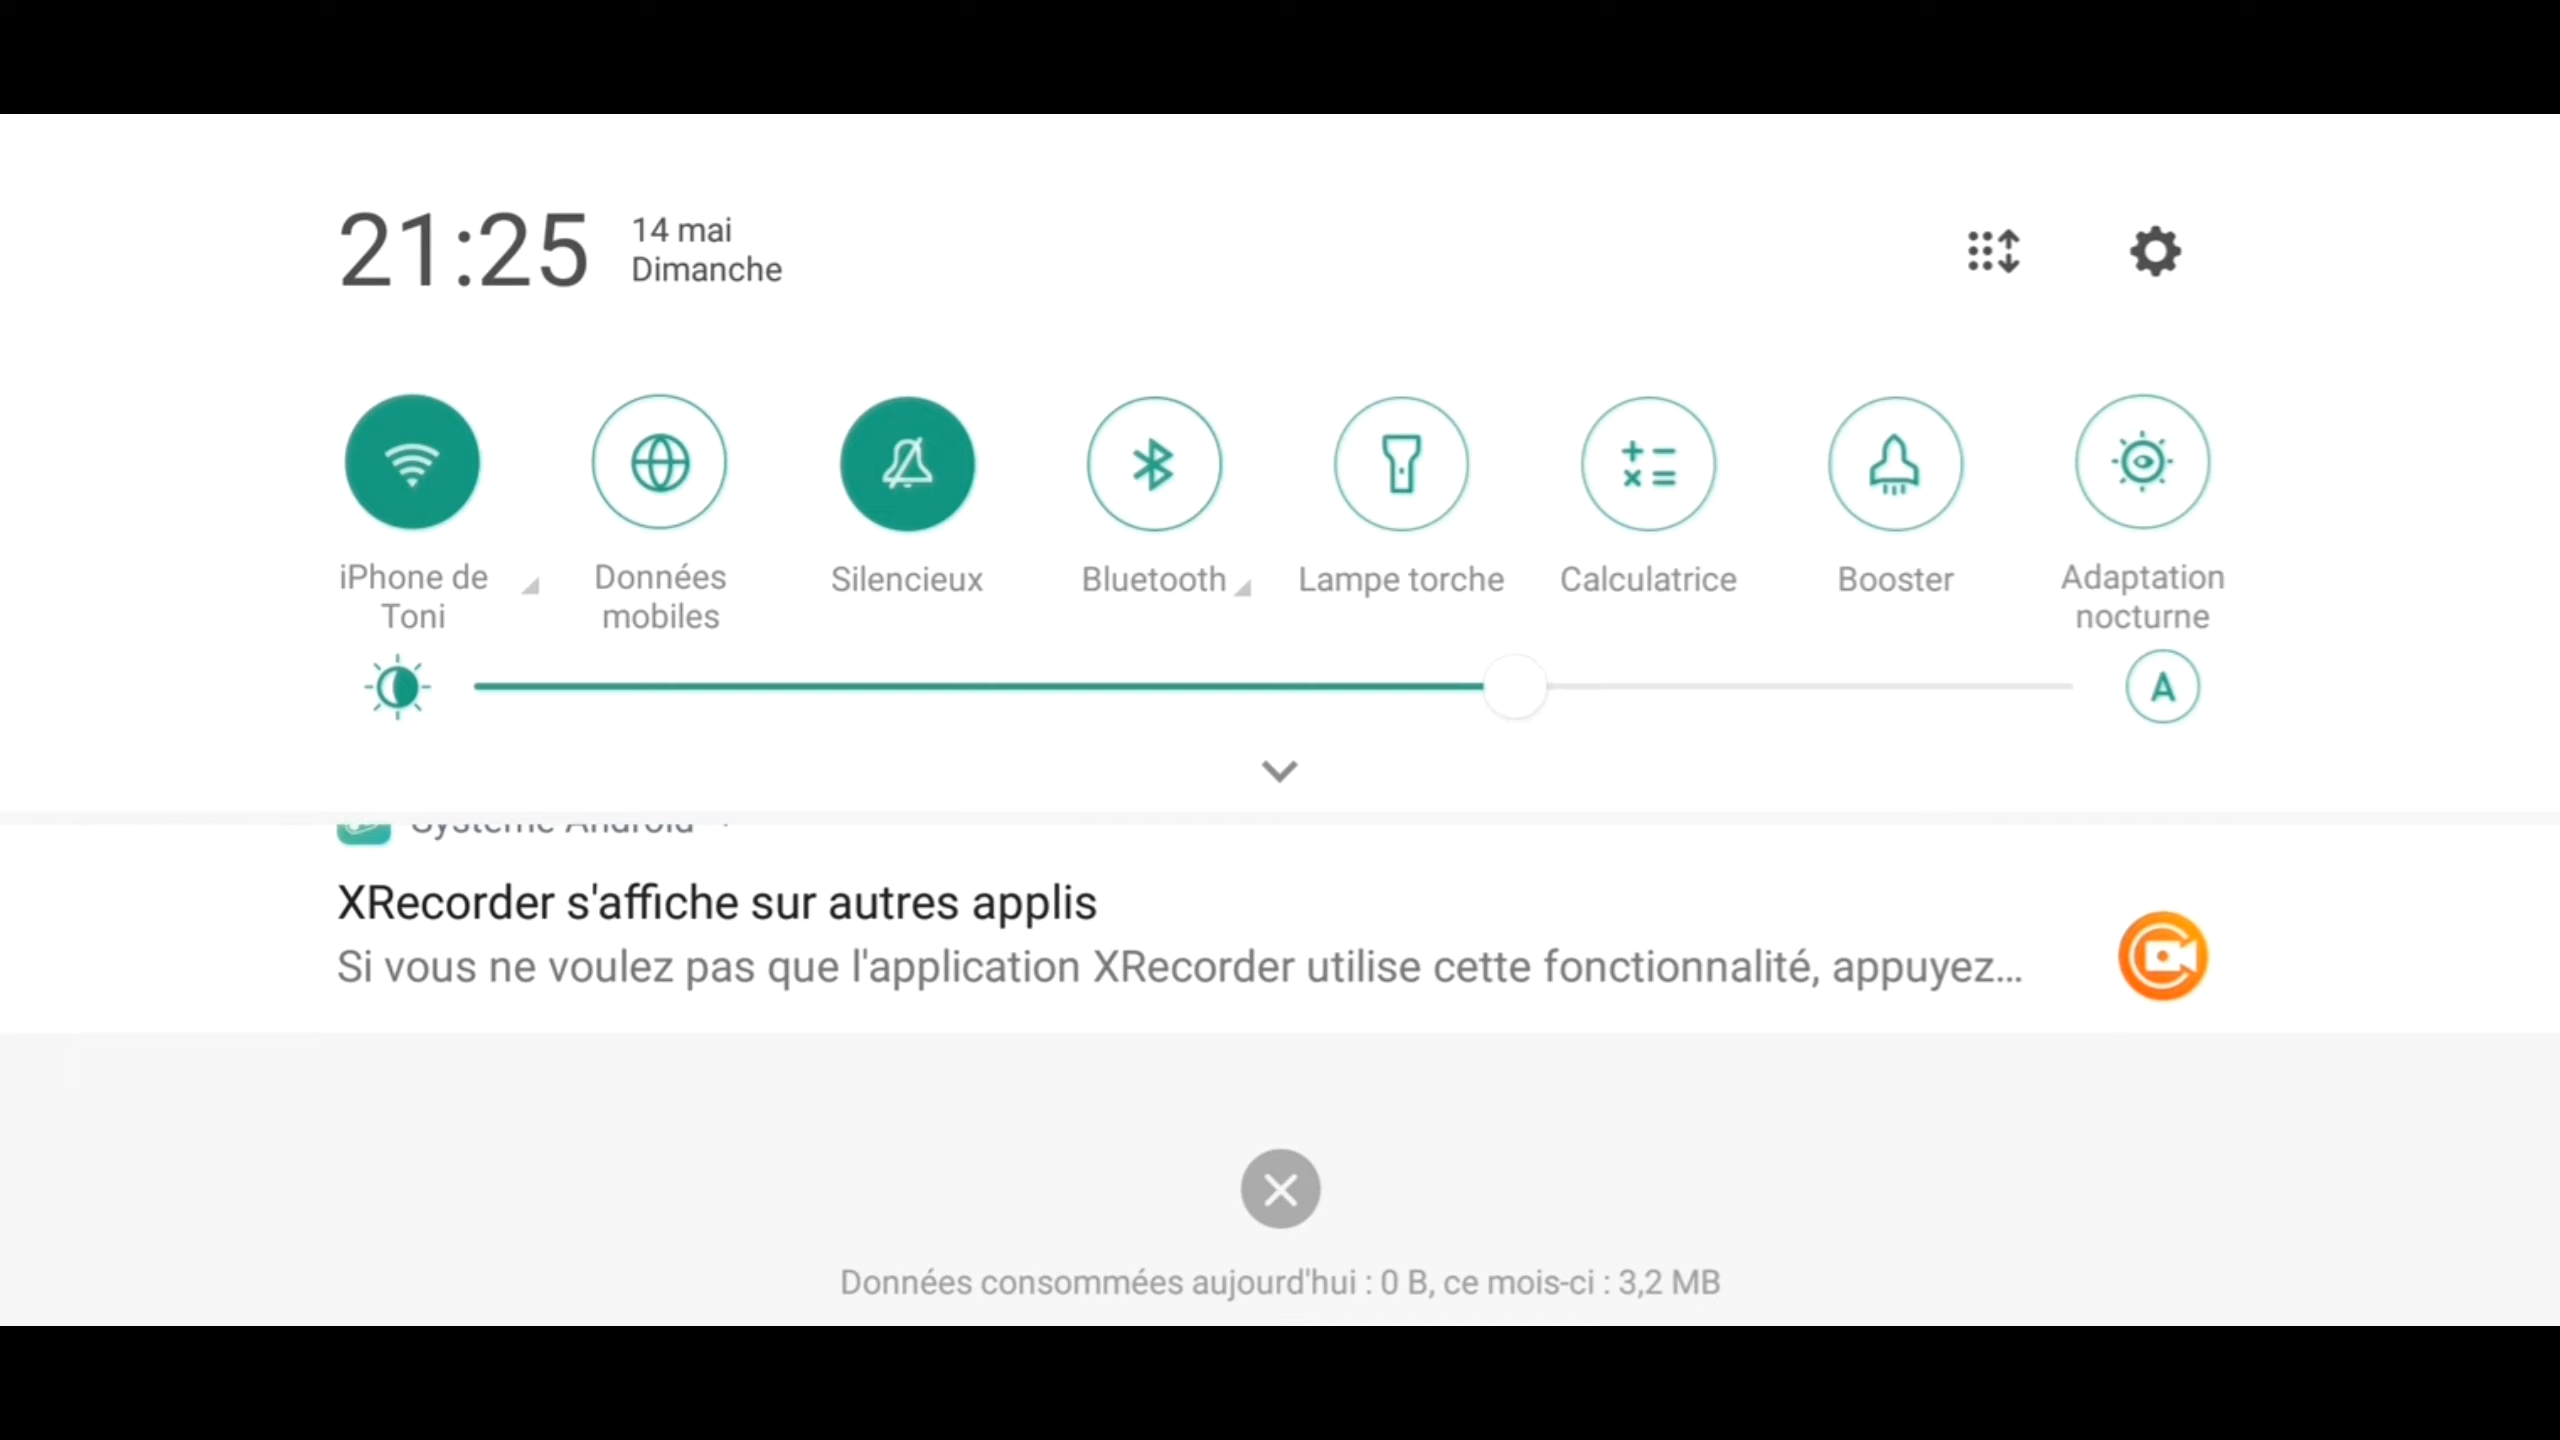 21:25
14 mai
Dimanche
iPhone de
Toni
Données
mobiles
Silencieux
Bluetooth
Lampe torche
Calculatrice
Booster
Adaptation
nocturne
A
Système Android
XRecorder s'affiche sur autres applis
Si vous ne voulez pas que l'application XRecorder utilise cette fonctionnalité, appuyez…
Données consommées aujourd'hui : 0 B, ce mois-ci : 3,2 MB